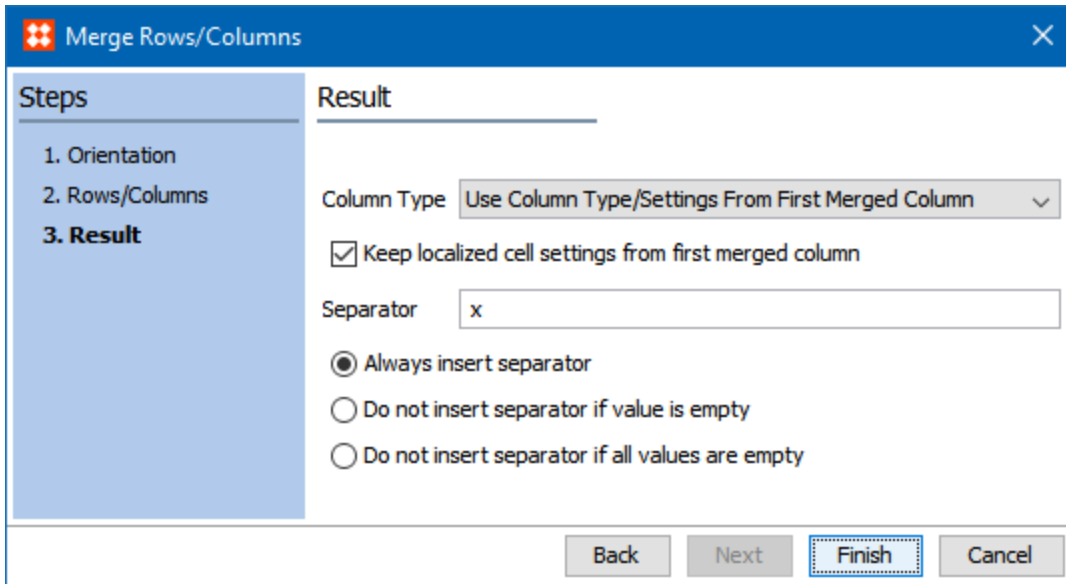 Merge Rows/Columns
Steps
1. Orientation
2. Rows/Columns
3. Result
Result
Column Type Use Column Type/Settings From First Merged Column
Keep localized cell settings from first merged column
Separator x
Always insert separator
Do not insert separator if value is empty
Do not insert separator if all values are empty
Back Next Finish Cancel